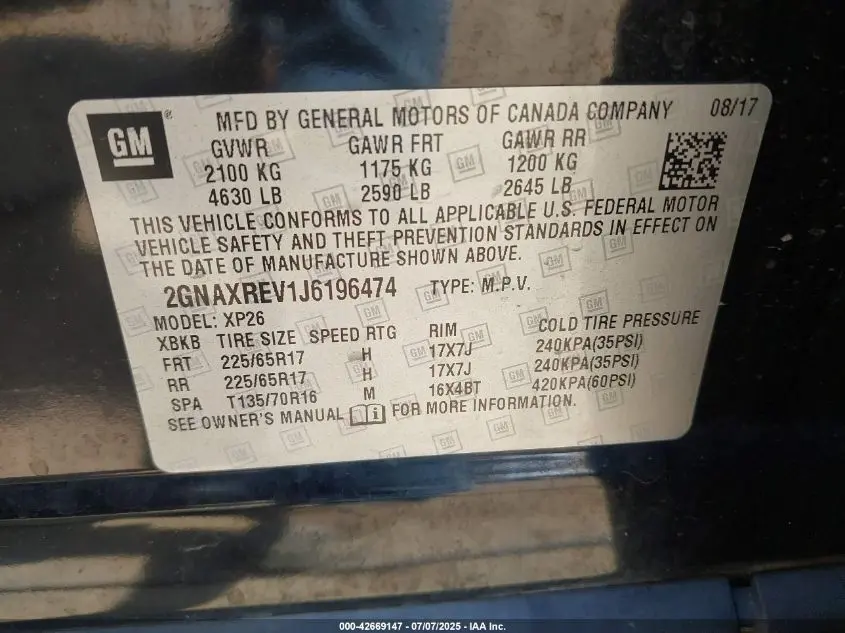 GM ® MFD BY GENERAL MOTORS OF CANADA COMPANY 08/17
GVWR GAWR FRT GAWR RR
2100 KG 1175 KG 1200 KG
4630 LB 2590 LB 2645 LB
THIS VEHICLE CONFORMS TO ALL APPLICABLE U.S. FEDERAL MOTOR
VEHICLE SAFETY AND THEFT PREVENTION STANDARDS IN EFFECT ON
THE DATE OF MANUFACTURE SHOWN ABOVE.
2GNAXREV1J6196474 TYPE: M.P.V.
MODEL: XP26
XBKB TIRE SIZE SPEED RTG RIM COLD TIRE PRESSURE
FRT 225/65R17 H 17X7J 240KPA(35PSI)
RR 225/65R17 H 17X7J 240KPA(35PSI)
SPA T135/70R16 M 16X4BT 420KPA(60PSI)
SEE OWNER'S MANUAL i FOR MORE INFORMATION.
000-42669147 - 07/07/2025 - IAA Inc.